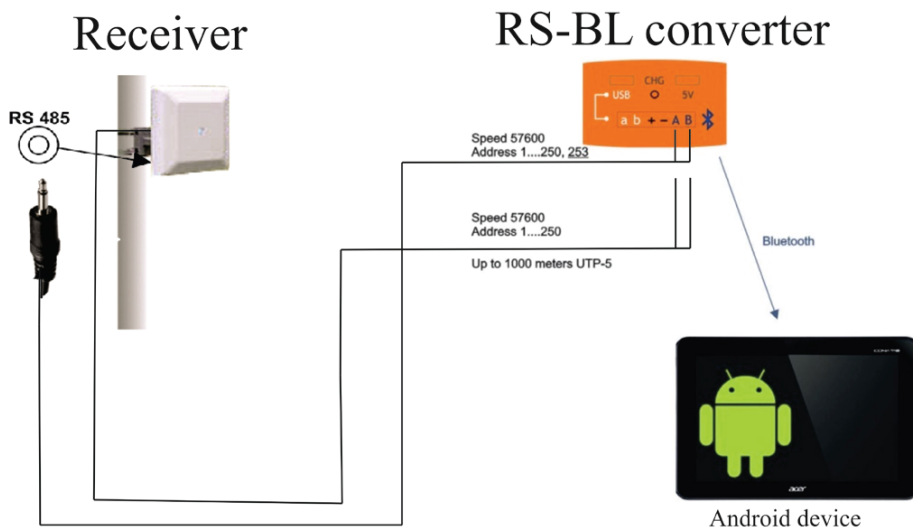 Receiver
RS-BL converter
RS 485
CHG
USB
5V
a b + − A B
Speed 57600
Address 1....250, 253
Speed 57600
Address 1....250
Up to 1000 meters UTP-5
Bluetooth
acer
Android device